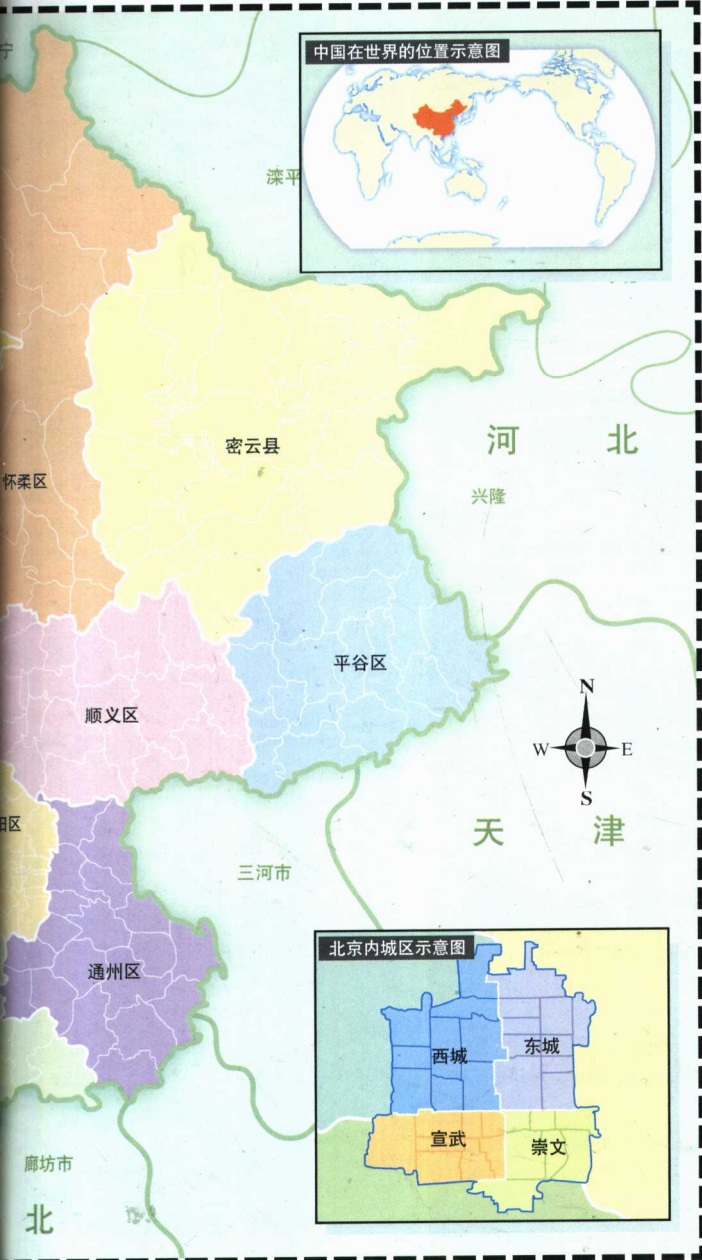 宁
中国在世界的位置示意图
滦平
密云县
河 北
怀柔区
兴隆
平谷区
顺义区
N
W
E
S
阳区
天 津
三河市
北京内城区示意图
通州区
西城
东城
宣武
崇文
廊坊市
北